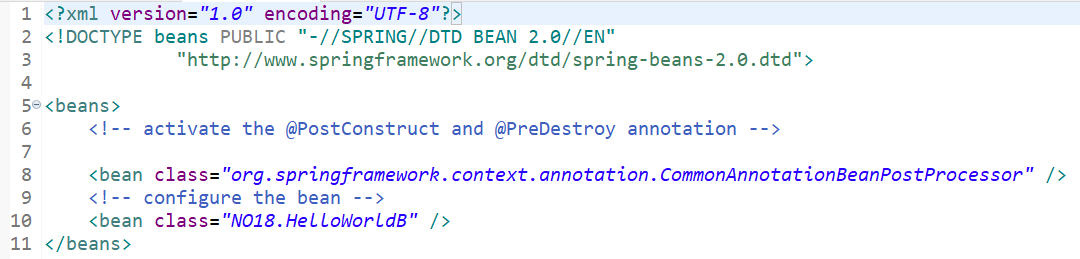 1 <?xml version="1.0" encoding="UTF-8"?>
2 <!DOCTYPE beans PUBLIC "-//SPRING//DTD BEAN 2.0//EN"
3 "http://www.springframework.org/dtd/spring-beans-2.0.dtd">
4
5 <beans>
6 <!-- activate the @PostConstruct and @PreDestroy annotation -->
7
8 <bean class="org.springframework.context.annotation.CommonAnnotationBeanPostProcessor" />
9 <!-- configure the bean -->
10 <bean class="NO18.HelloWorldB" />
11 </beans>